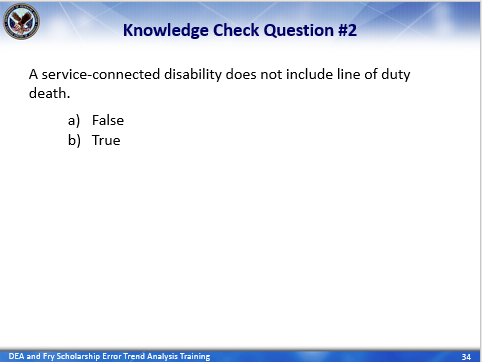 Knowledge Check Question #2
A service-connected disability does not include line of duty
death.
a) False
b) True
DEA and Fry Scholarship Error Trend Analysis Training
34